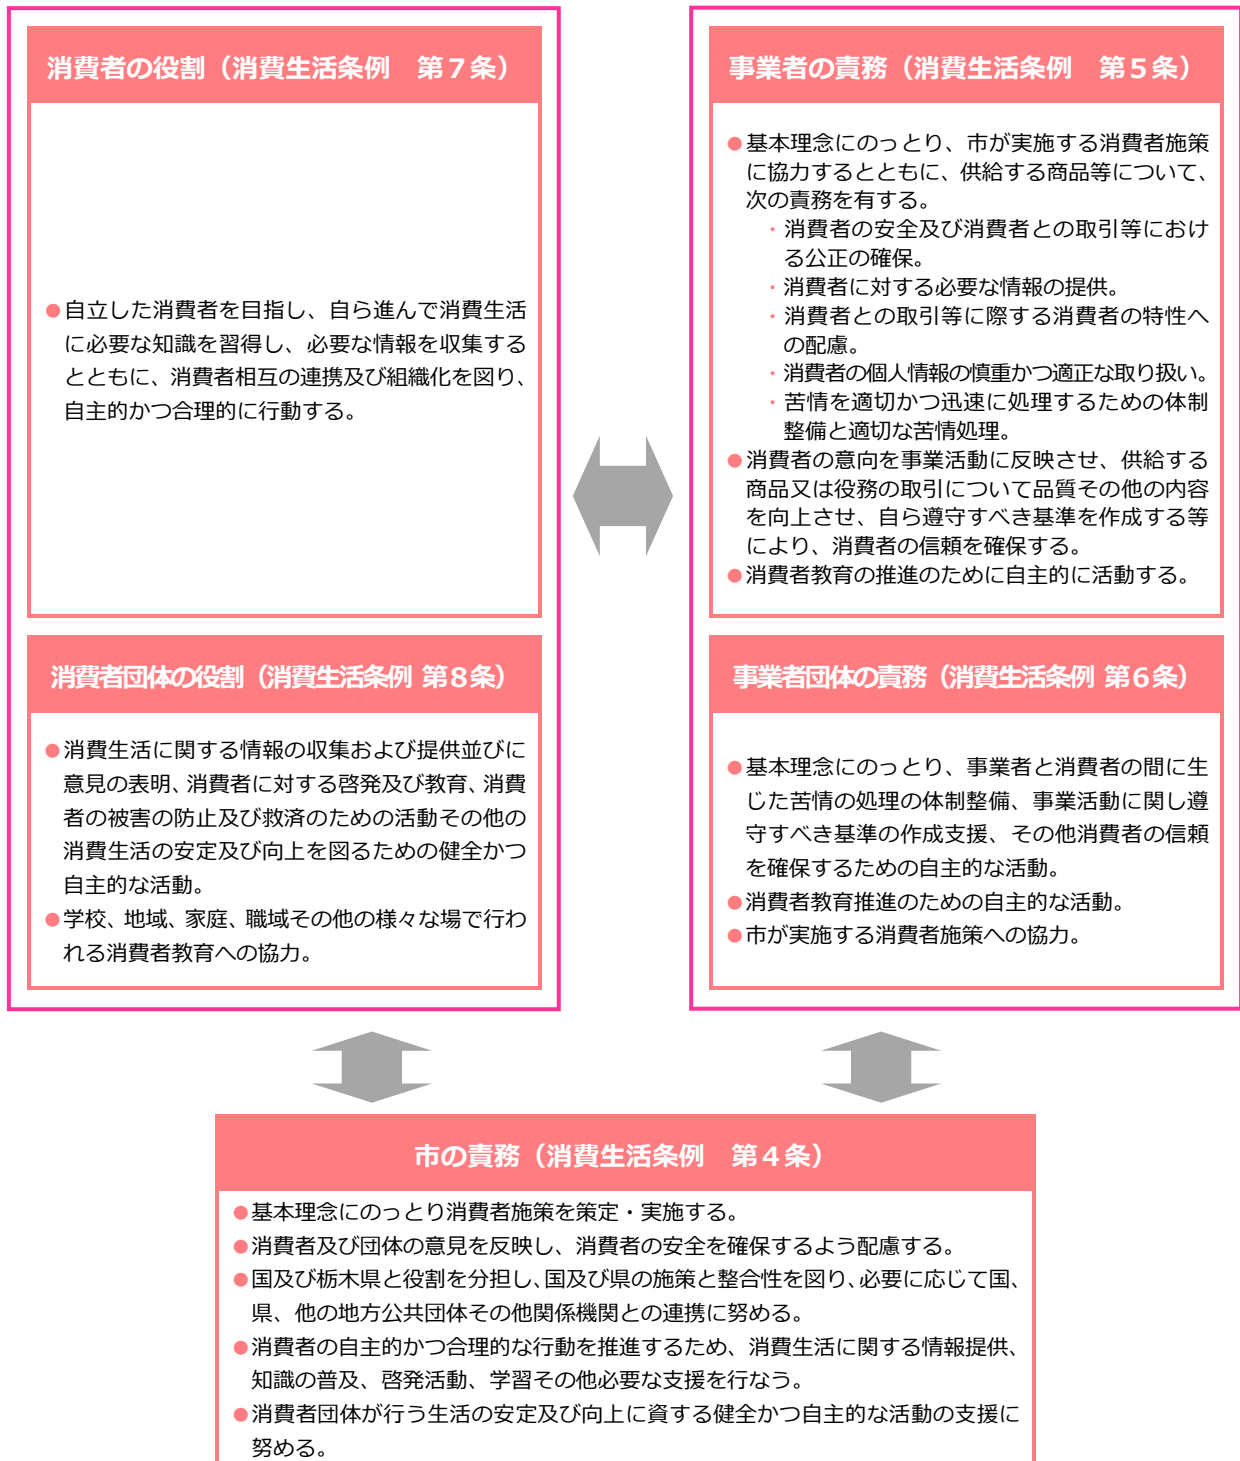 消費者の役割（消費生活条例　第７条）
●自立した消費者を目指し、自ら進んで消費生活
に必要な知識を習得し、必要な情報を収集する
とともに、消費者相互の連携及び組織化を図り、
自主的かつ合理的に行動する。
消費者団体の役割（消費生活条例 第８条）
●消費生活に関する情報の収集および提供並びに
意見の表明、消費者に対する啓発及び教育、消費
者の被害の防止及び救済のための活動その他の
消費生活の安定及び向上を図るための健全かつ
自主的な活動。
●学校、地域、家庭、職域その他の様々な場で行わ
れる消費者教育への協力。
事業者の責務（消費生活条例　第５条）
●基本理念にのっとり、市が実施する消費者施策
に協力するとともに、供給する商品等について、
次の責務を有する。
・消費者の安全及び消費者との取引等におけ
る公正の確保。
・消費者に対する必要な情報の提供。
・消費者との取引等に際する消費者の特性へ
の配慮。
・消費者の個人情報の慎重かつ適正な取り扱い。
・苦情を適切かつ迅速に処理するための体制
整備と適切な苦情処理。
●消費者の意向を事業活動に反映させ、供給する
商品又は役務の取引について品質その他の内容
を向上させ、自ら遵守すべき基準を作成する等
により、消費者の信頼を確保する。
●消費者教育の推進のために自主的に活動する。
事業者団体の責務（消費生活条例 第６条）
●基本理念にのっとり、事業者と消費者の間に生
じた苦情の処理の体制整備、事業活動に関し遵
守すべき基準の作成支援、その他消費者の信頼
を確保するための自主的な活動。
●消費者教育推進のための自主的な活動。
●市が実施する消費者施策への協力。
市の責務（消費生活条例　第４条）
●基本理念にのっとり消費者施策を策定・実施する。
●消費者及び団体の意見を反映し、消費者の安全を確保するよう配慮する。
●国及び栃木県と役割を分担し、国及び県の施策と整合性を図り、必要に応じて国、
県、他の地方公共団体その他関係機関との連携に努める。
●消費者の自主的かつ合理的な行動を推進するため、消費生活に関する情報提供、
知識の普及、啓発活動、学習その他必要な支援を行なう。
●消費者団体が行う生活の安定及び向上に資する健全かつ自主的な活動の支援に
努める。